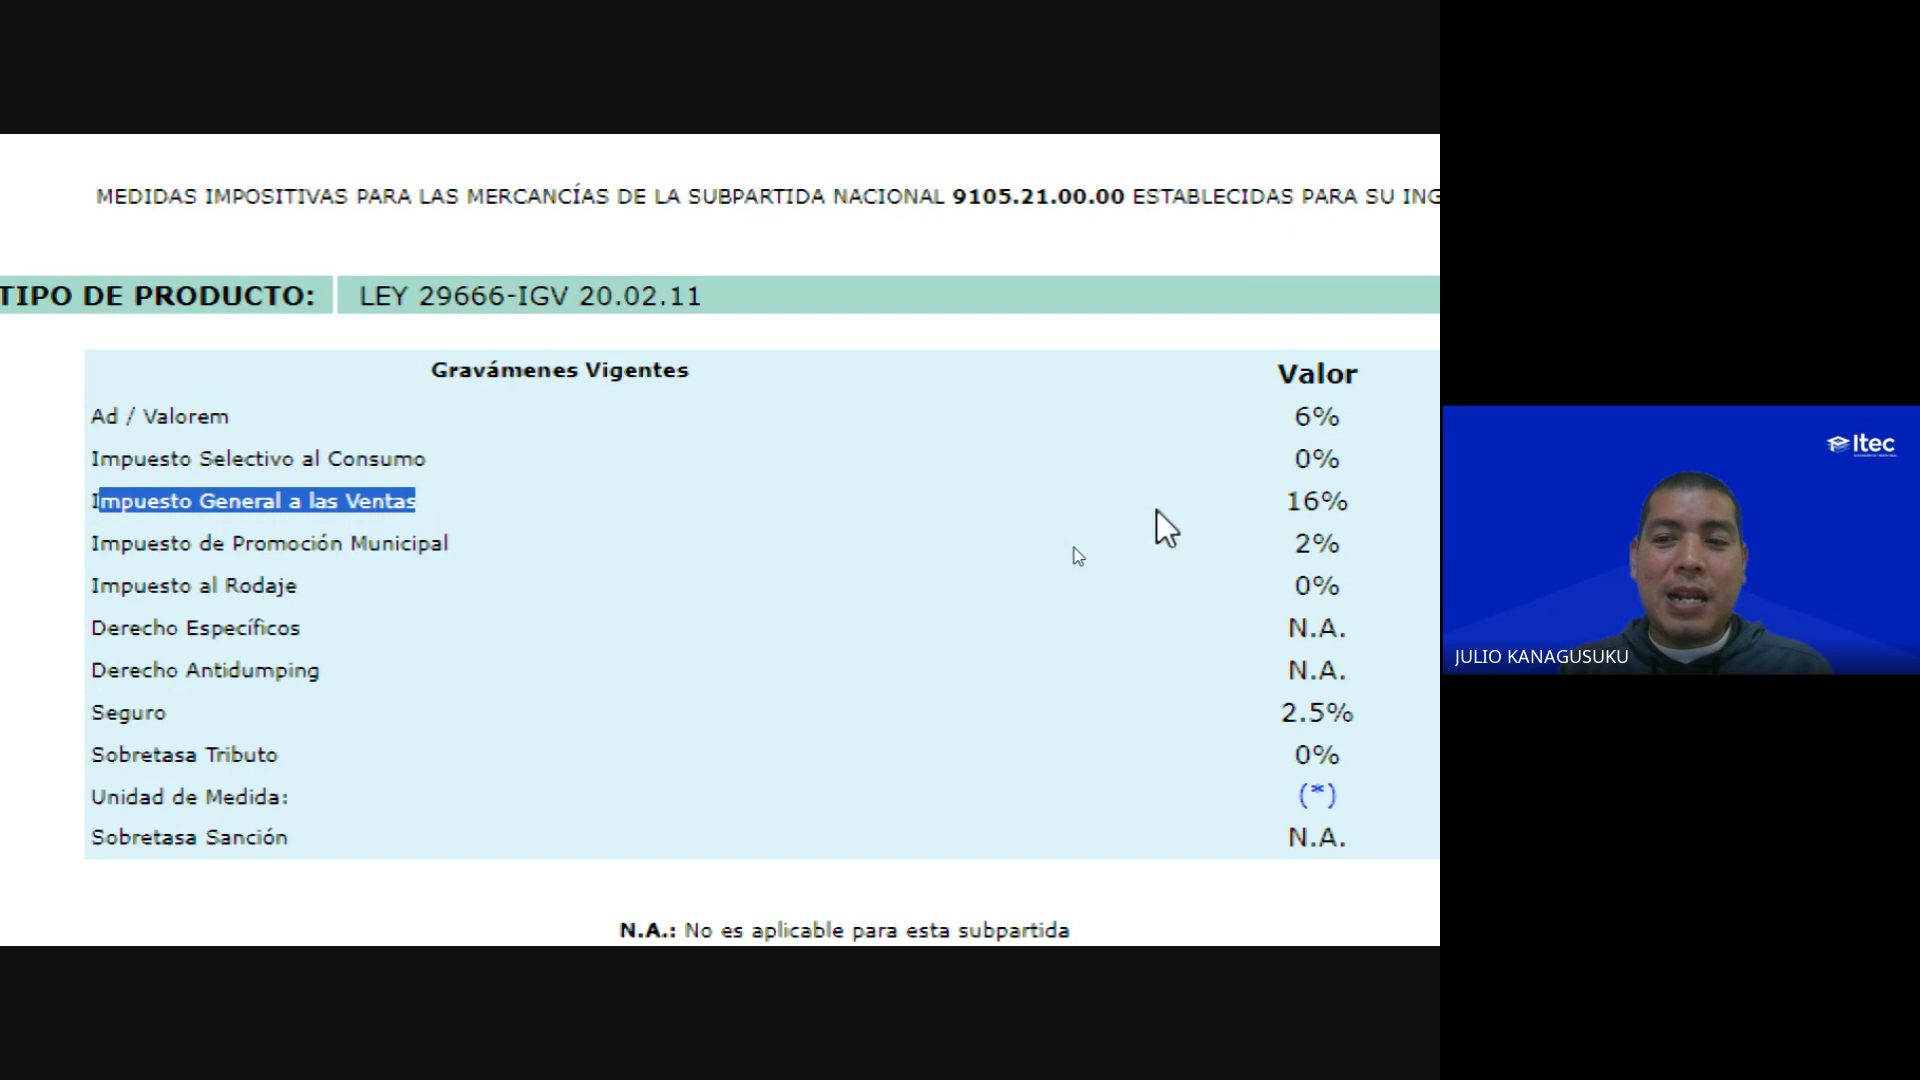 MEDIDAS IMPOSITIVAS PARA LAS MERCANCÍAS DE LA SUBPARTIDA NACIONAL 9105.21.00.00 ESTABLECIDAS PARA SU ING
TIPO DE PRODUCTO: LEY 29666-IGV 20.02.11
Gravámenes Vigentes Valor
Ad / Valorem 6%
Impuesto Selectivo al Consumo 0%
Impuesto General a las Ventas 16%
Impuesto de Promoción Municipal 2%
Impuesto al Rodaje 0%
Derecho Específicos N.A.
Derecho Antidumping N.A.
Seguro 2.5%
Sobretasa Tributo 0%
Unidad de Medida: (*)
Sobretasa Sanción N.A.
N.A.: No es aplicable para esta subpartida
Itec
JULIO KANAGUSUKU